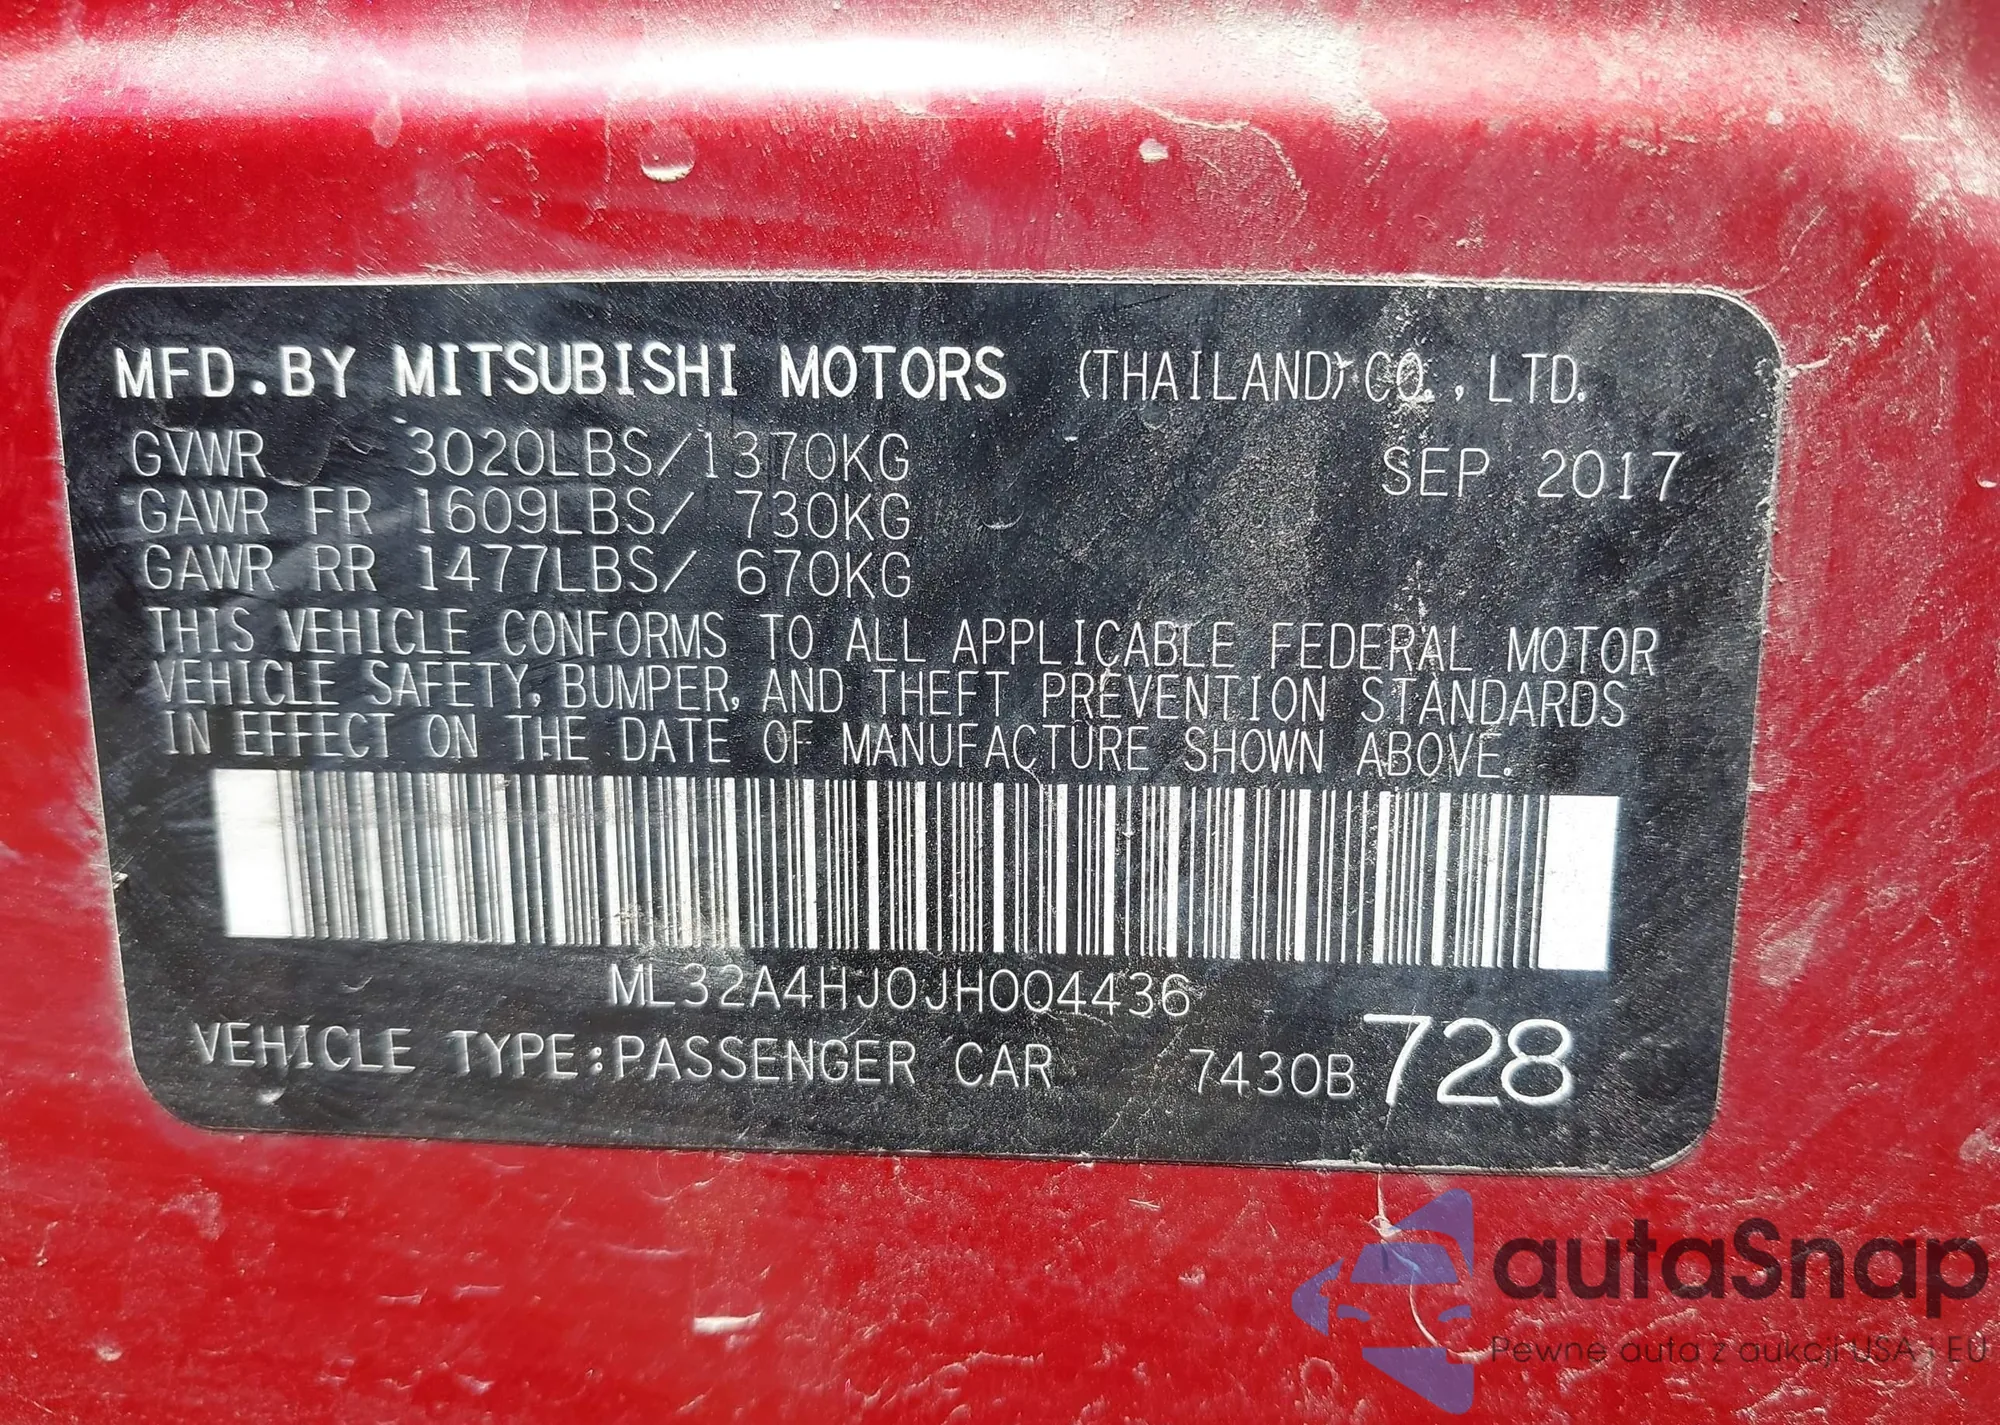 MFD.BY MITSUBISHI MOTORS (THAILAND) CO., LTD.
GVWR 3020LBS/1370KG SEP 2017
GAWR FR 1609LBS/ 730KG
GAWR RR 1477LBS/ 670KG
THIS VEHICLE CONFORMS TO ALL APPLICABLE FEDERAL MOTOR
VEHICLE SAFETY, BUMPER, AND THEFT PREVENTION STANDARDS
IN EFFECT ON THE DATE OF MANUFACTURE SHOWN ABOVE.
ML32A4HJ0JH004436
VEHICLE TYPE:PASSENGER CAR 7430B 728
autaSnap
Pewne auta z aukcji USA i EU